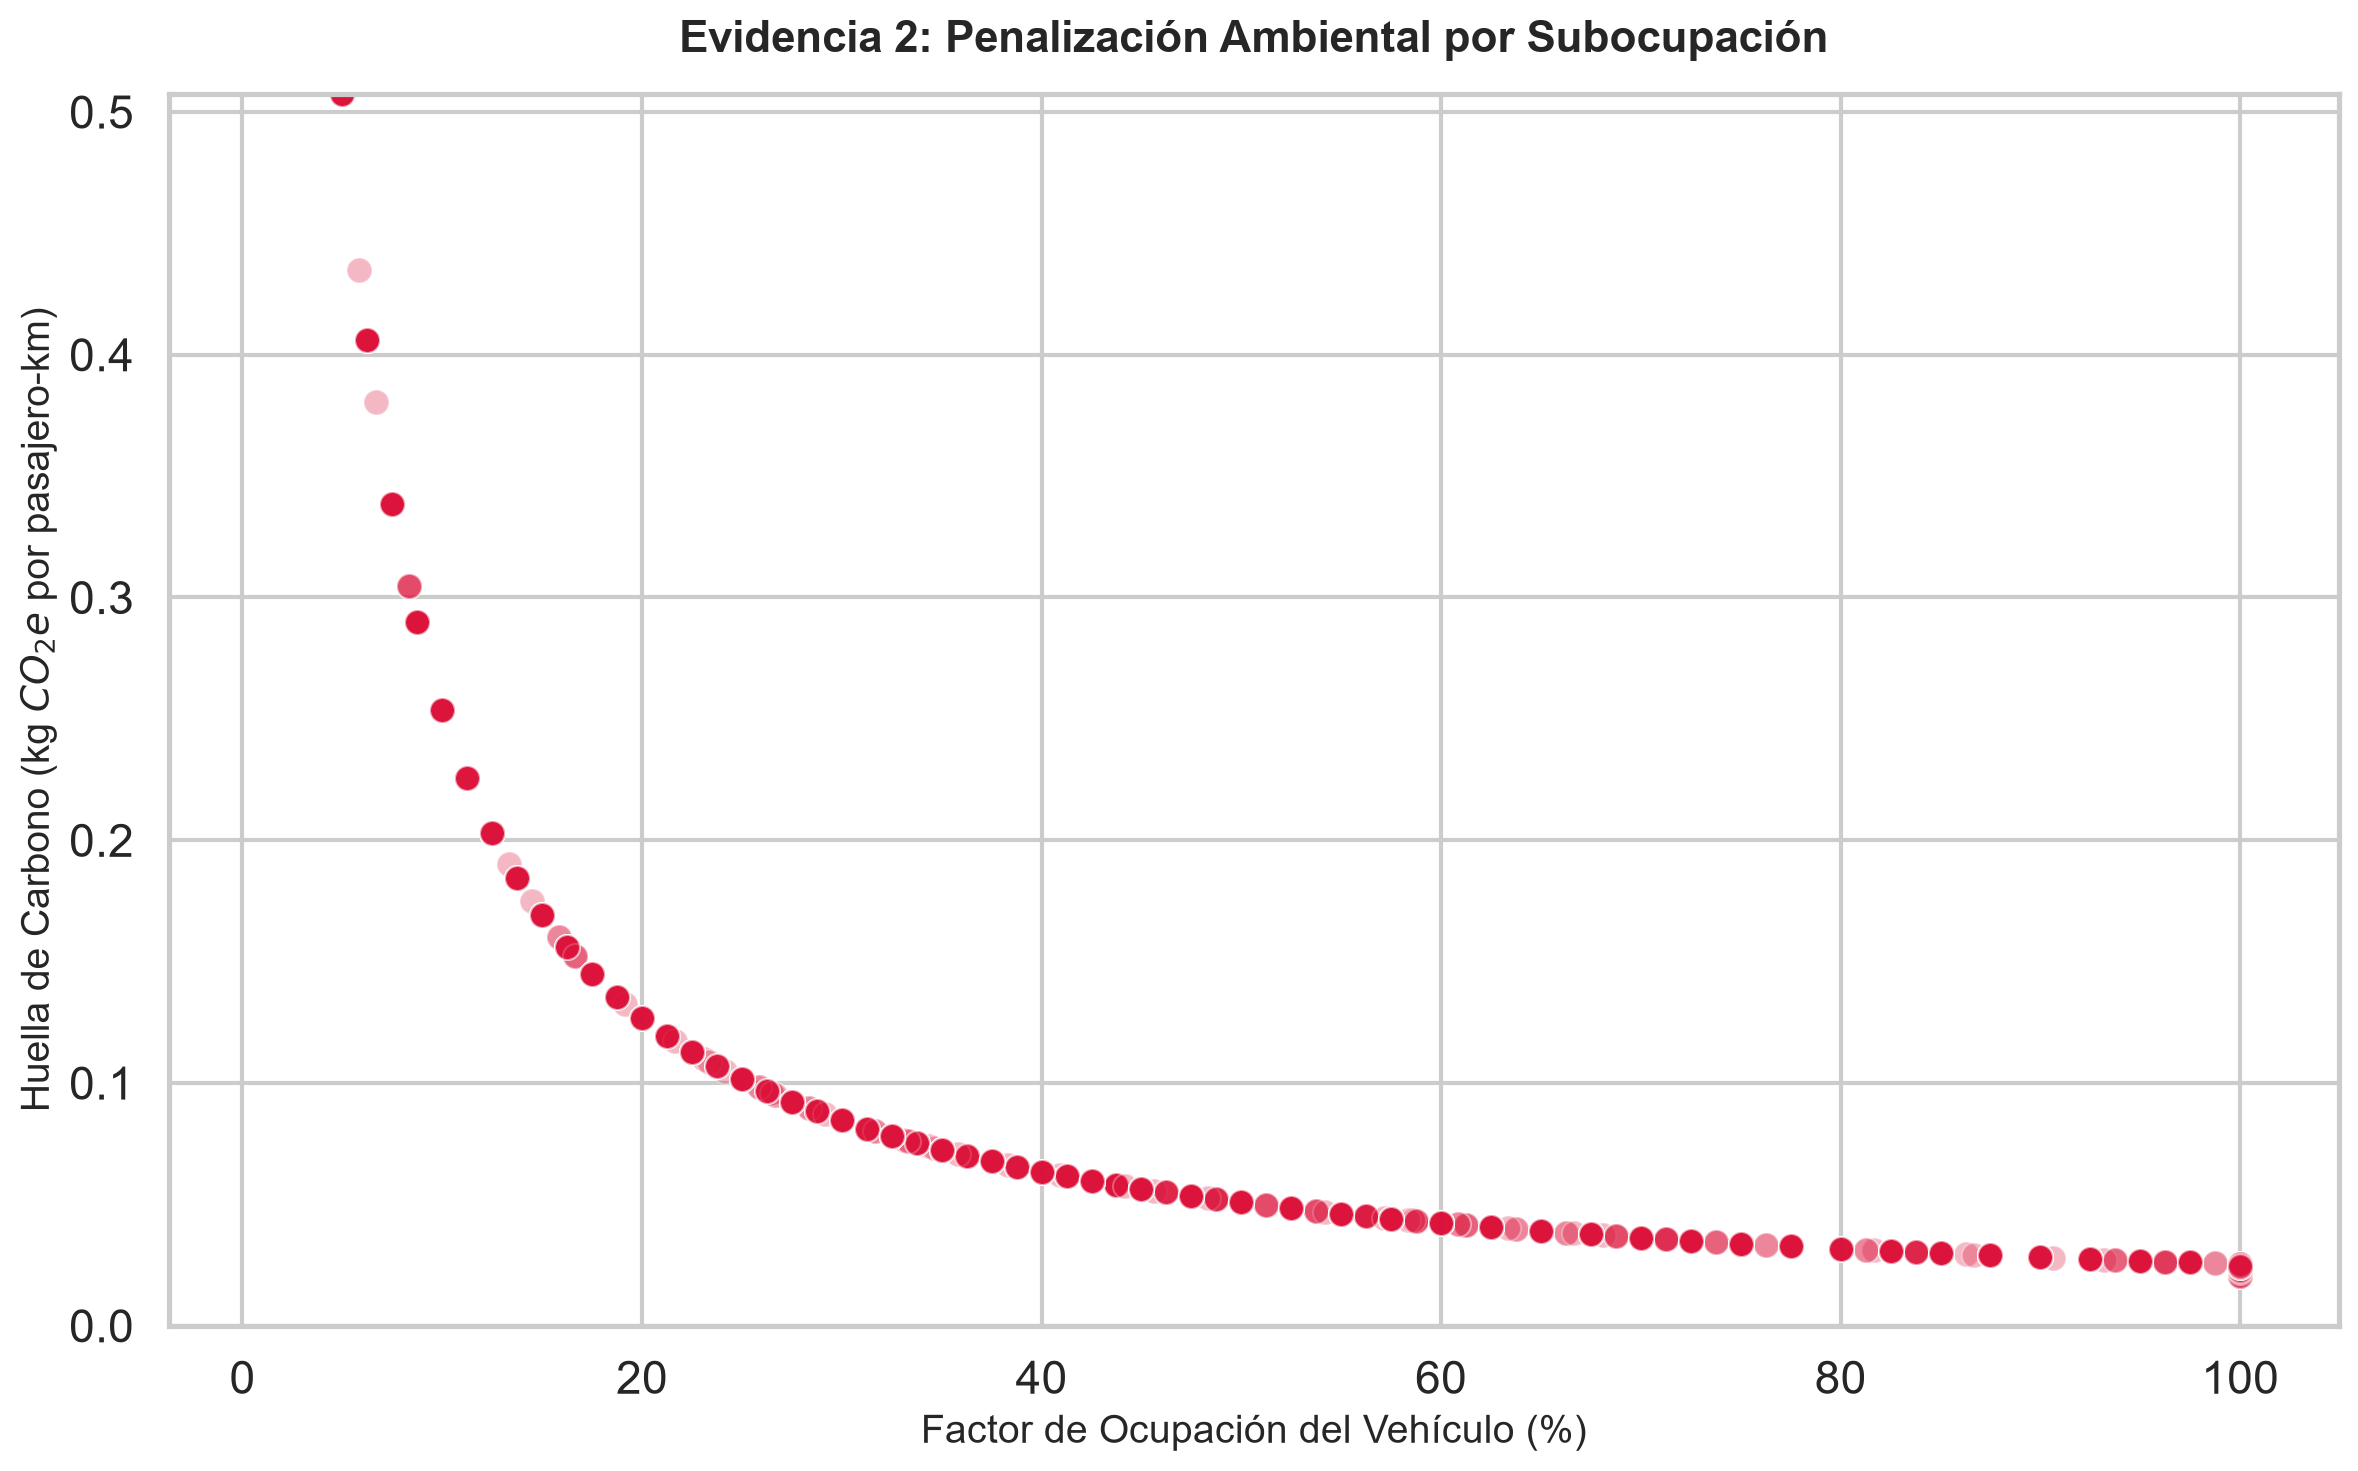 Evidencia 2: Penalización Ambiental por Subocupación
Huella de Carbono (kg CO₂e por pasajero-km)
0.5
0.4
0.3
0.2
0.1
0.0
0 20 40 60 80 100
Factor de Ocupación del Vehículo (%)